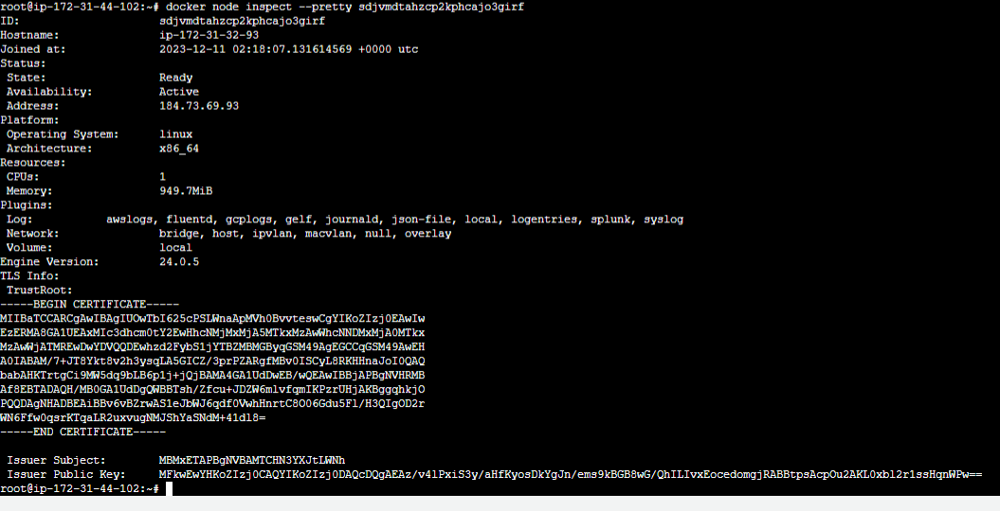 root@ip-172-31-44-102:~# docker node inspect --pretty sdjvmdtahzcp2kphcajo3girf
ID: sdjvmdtahzcp2kphcajo3girf
Hostname: ip-172-31-32-93
Joined at: 2023-12-11 02:18:07.131614569 +0000 utc
Status:
State: Ready
Availability: Active
Address: 184.73.69.93
Platform:
Operating System: linux
Architecture: x86_64
Resources:
CPUs: 1
Memory: 949.7MiB
Plugins:
Log: awslogs, fluentd, gcplogs, gelf, journald, json-file, local, logentries, splunk, syslog
Network: bridge, host, ipvlan, macvlan, null, overlay
Volume: local
Engine Version: 24.0.5
TLS Info:
TrustRoot:
-----BEGIN CERTIFICATE-----
MIIBaTCCARCgAwIBAgIUOwTbI625cPSLWnaApMVh0BvvteswCgYIKoZIzj0EAwIw
EzERMA8GA1UEAxMIc3dhcm0tY2EwHhcNMjMxMjA5MTkxMzAwWhcNNDMxMjA0MTkx
MzAwWjATMREwDwYDVQQDEwhzd2FybS1jYTBZMBMGByqGSM49AgEGCCqGSM49AwEH
A0IABAM/7+JT8Ykt8v2h3ysqLA5GICZ/3prPZARgfMBv0ISCyL8RKHHnaJoI0QAQ
babAHKTrtgCi9MW5dq9bLB6p1j+jQjBAMA4GA1UdDwEB/wQEAwIBBjAPBgNVHRMB
Af8EBTADAQH/MB0GA1UdDgQWBBTsh/Zfcu+JDZW6mlvfqmIKPzrUHjAKBggqhkjO
PQQDAgNHADBEAiBBv6vBZrwAS1eJbWJ6qdf0VwhHnrtC8O06Gdu5Fl/H3QIgOD2r
WN6Ffw0qsrKTqaLR2uxvugNMJShYaSNdM+41dl8=
-----END CERTIFICATE-----
Issuer Subject: MBMxETAPBgNVBAMTCHN3YXJtLWNh
Issuer Public Key: MFkwEwYHKoZIzj0CAQYIKoZIzj0DAQcDQgAEAz/v4lPxiS3y/aHfKyosDkYgJn/ems9kBGB8wG/QhILIvxEocedomgjRABBtpsAcpOu2AKL0xbl2r1ssHqnWPw==
root@ip-172-31-44-102:~#